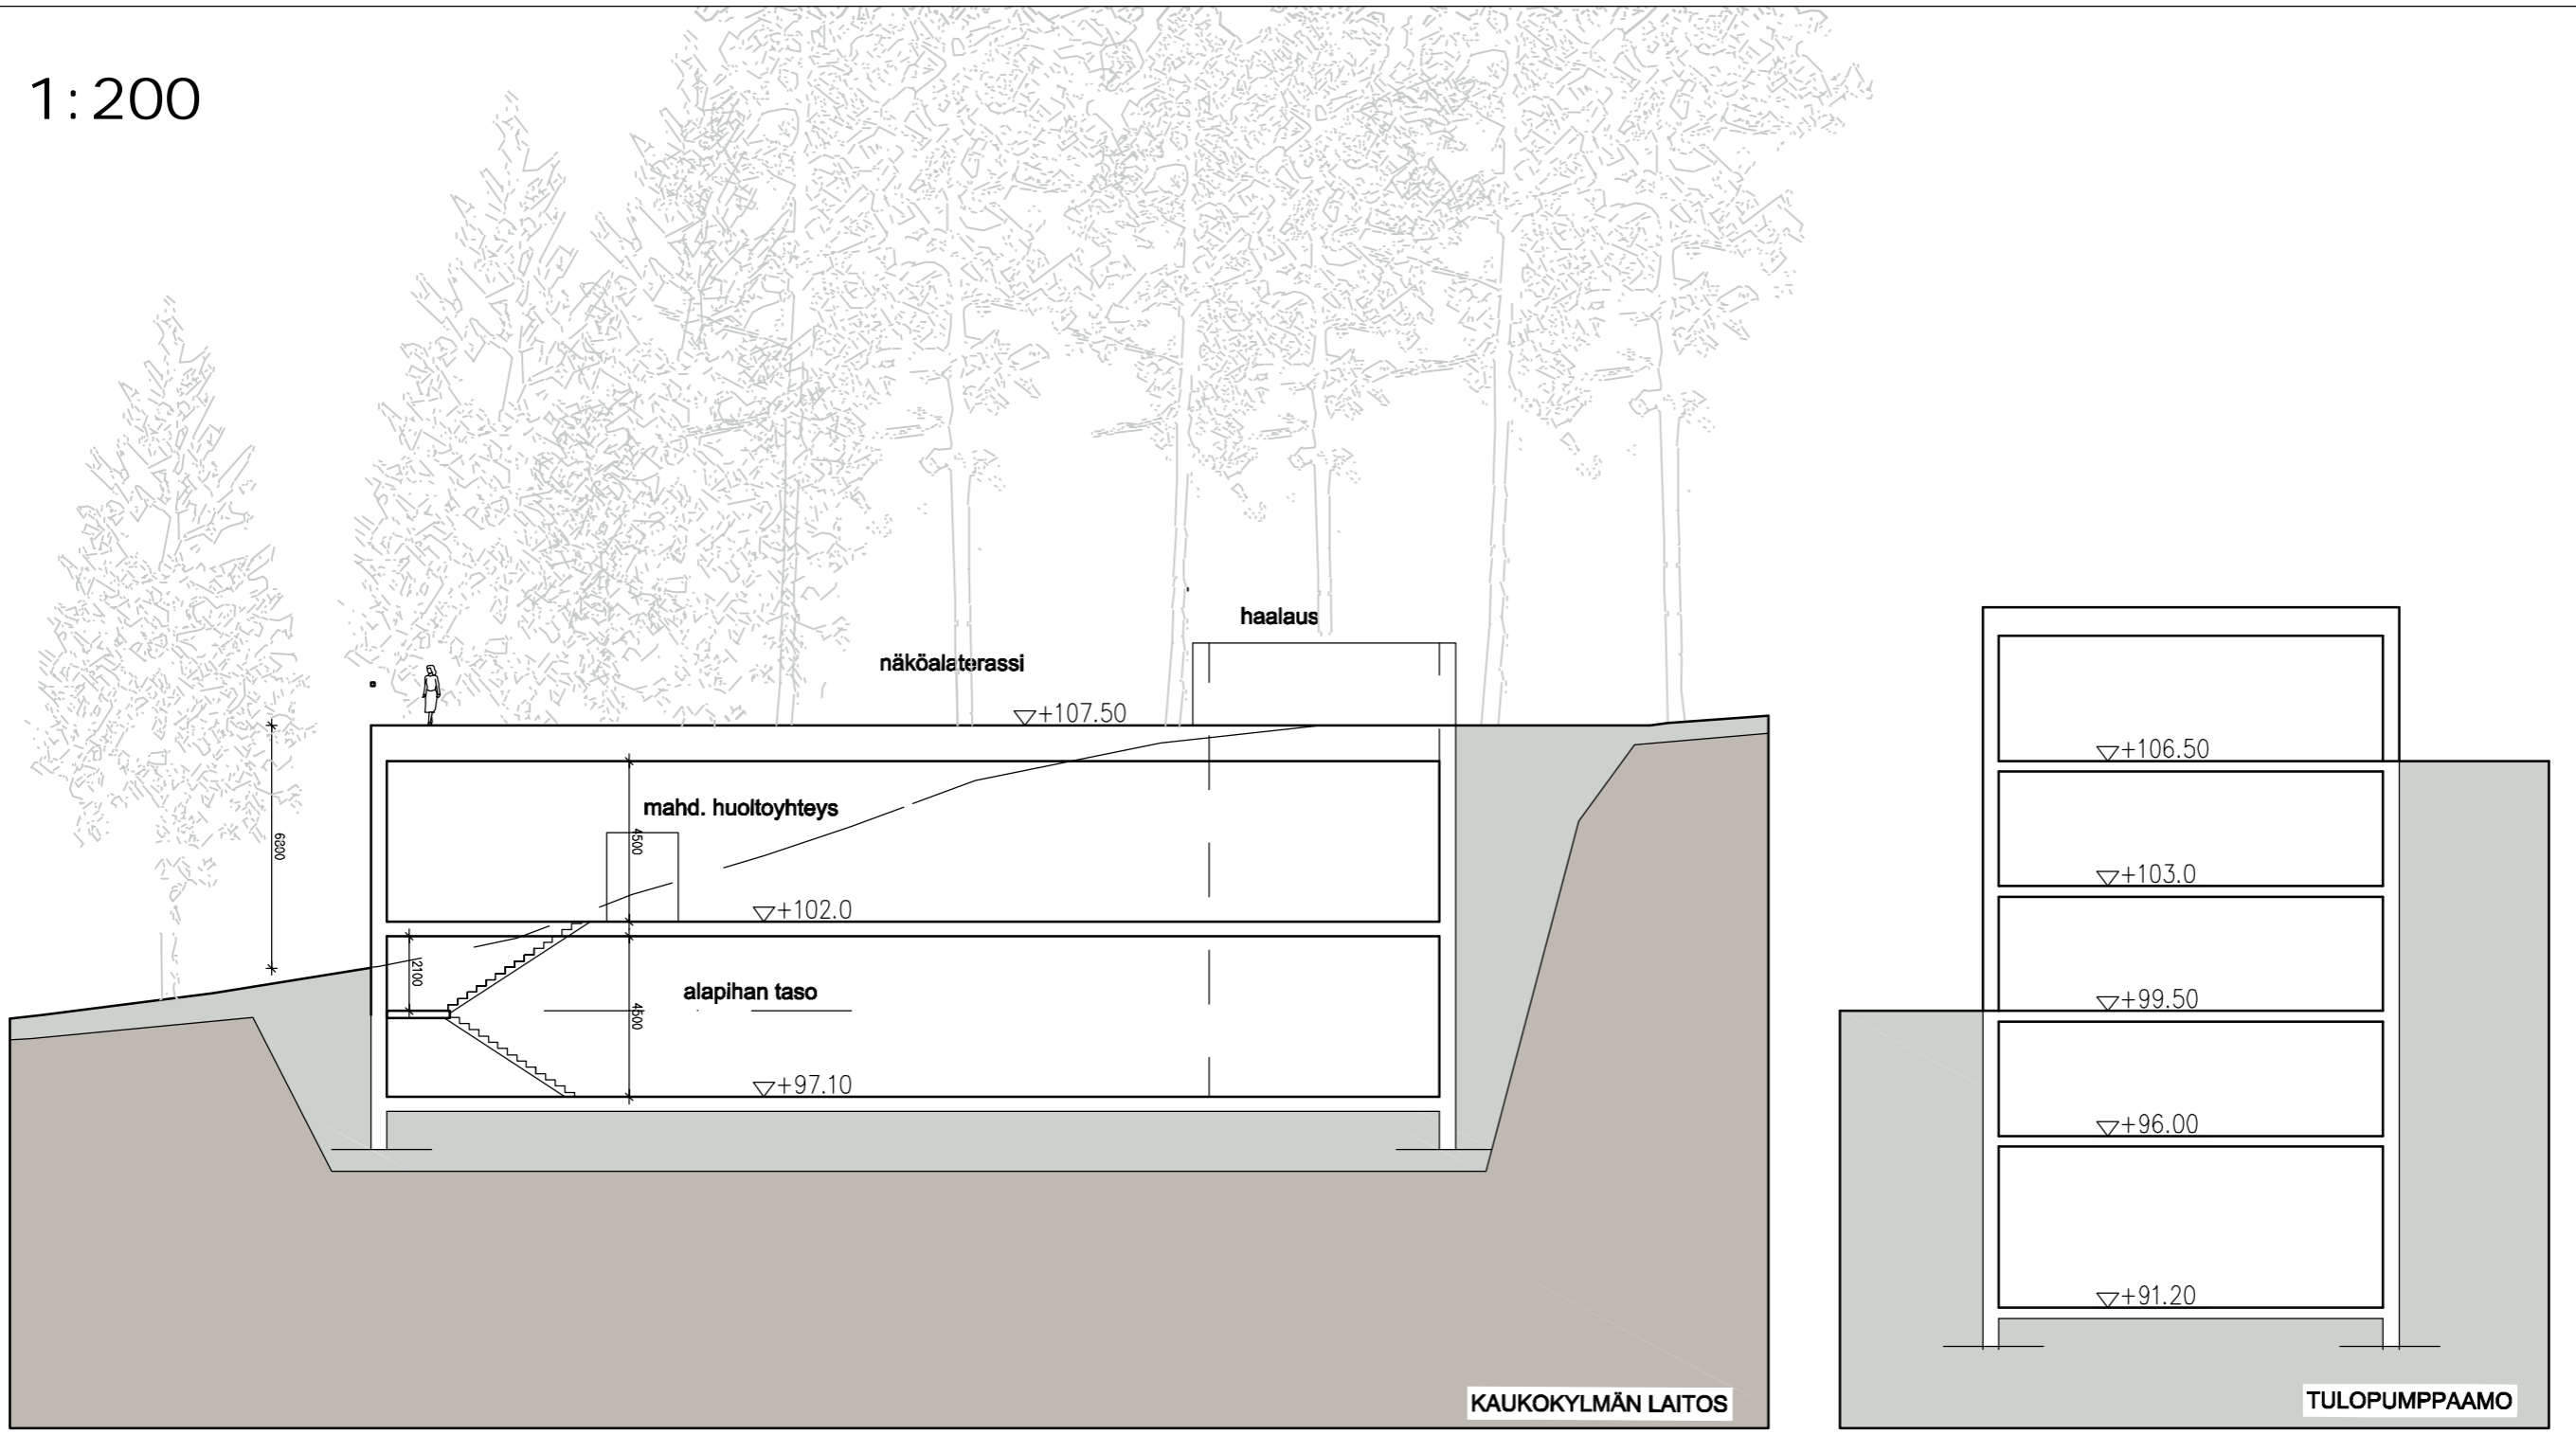 1:200
haalaus
näköalaterassi
+107.50
6800
mahd. huoltoyhteys
4500
+102.0
2100
alapihan taso
4500
+97.10
KAUKOKYLMÄN LAITOS
+106.50
+103.0
+99.50
+96.00
+91.20
TULOPUMPPAAMO